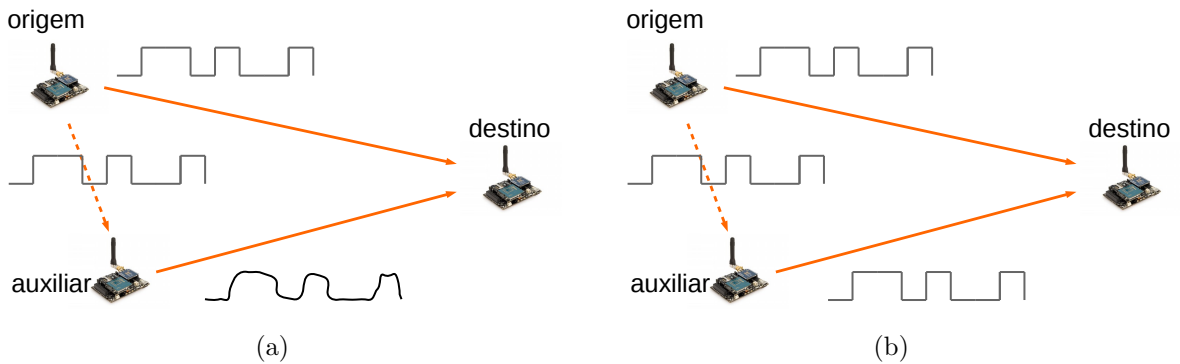 origem
destino
auxiliar
(a)
origem
destino
auxiliar
(b)